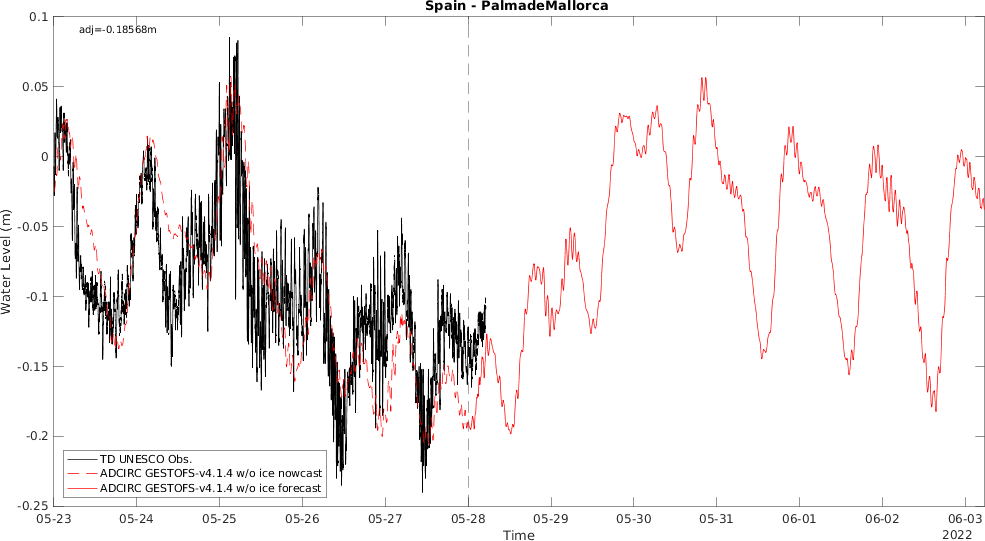 Spain - PalmadeMallorca
adj=-0.18568m
0.1
0.05
0
-0.05
-0.1
-0.15
-0.2
-0.25
Water Level (m)
TD UNESCO Obs.
ADCIRC GESTOFS-v4.1.4 w/o ice nowcast
ADCIRC GESTOFS-v4.1.4 w/o ice forecast
05-23 05-24 05-25 05-26 05-27 05-28 05-29 05-30 05-31 06-01 06-02 06-03
Time
2022